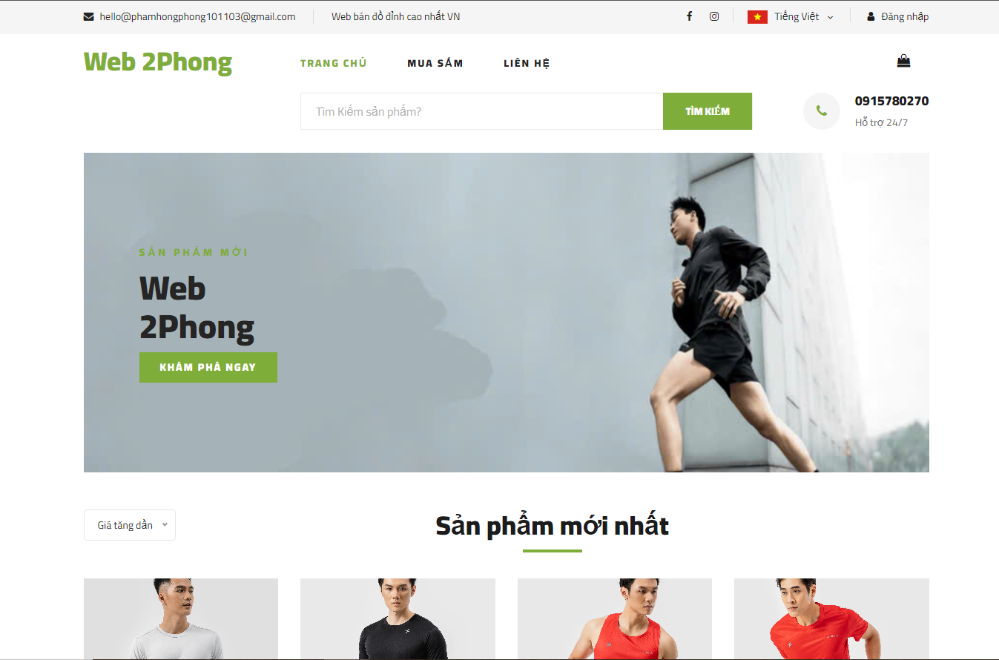 hello@phamhongphong101103@gmail.com
Web bán đồ đỉnh cao nhất VN
Tiếng Việt
Đăng nhập
Web 2Phong
TRANG CHỦ
MUA SẮM
LIÊN HỆ
Tìm Kiếm sản phẩm?
TÌM KIẾM
0915780270
Hỗ trợ 24/7
SẢN PHẨM MỚI
Web
2Phong
KHÁM PHÁ NGAY
Giá tăng dần
Sản phẩm mới nhất